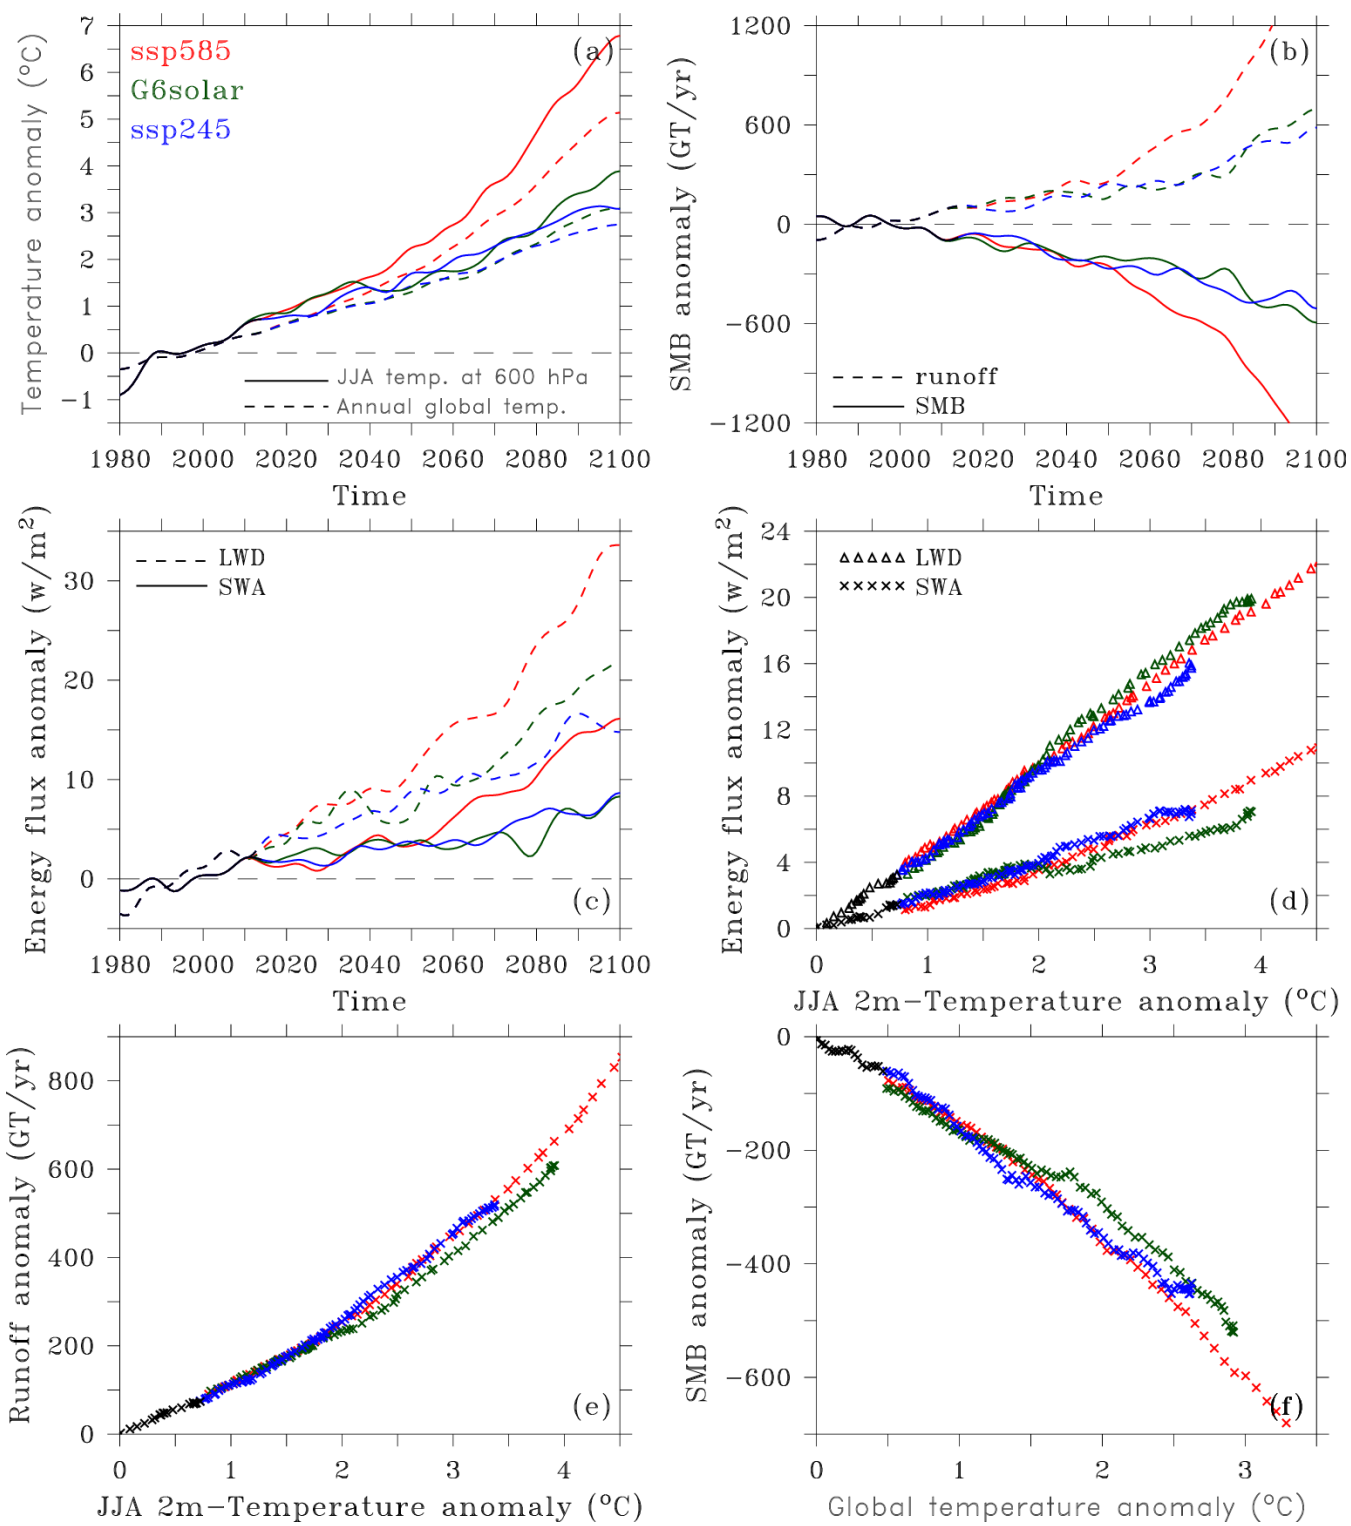 Temperature anomaly (°C)
7
6
5
4
3
2
1
0
−1
ssp585
G6solar
ssp245
(a)
JJA temp. at 600 hPa
Annual global temp.
1980 2000 2020 2040 2060 2080 2100
Time
SMB anomaly (GT/yr)
1200
600
0
−600
−1200
(b)
runoff
SMB
1980 2000 2020 2040 2060 2080 2100
Time
Energy flux anomaly (w/m²)
30
20
10
0
LWD
SWA
(c)
1980 2000 2020 2040 2060 2080 2100
Time
Energy flux anomaly (w/m²)
24
20
16
12
8
4
0
LWD
SWA
(d)
0 1 2 3 4
JJA 2m−Temperature anomaly (°C)
Runoff anomaly (GT/yr)
800
600
400
200
0
(e)
0 1 2 3 4
JJA 2m−Temperature anomaly (°C)
SMB anomaly (GT/yr)
0
−200
−400
−600
(f)
0 1 2 3
Global temperature anomaly (°C)